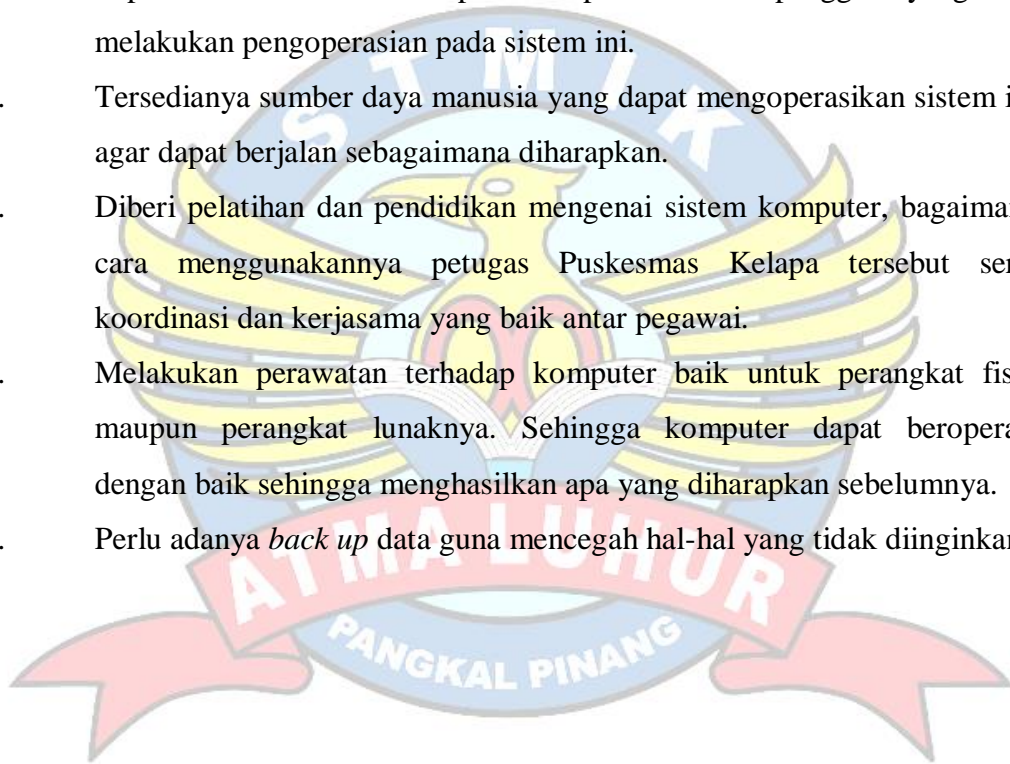 melakukan pengoperasian pada sistem ini.
. Tersedianya sumber daya manusia yang dapat mengoperasikan sistem
agar dapat berjalan sebagaimana diharapkan.
. Diberi pelatihan dan pendidikan mengenai sistem komputer,
cara menggunakannya petugas Puskesmas Kelapa tersebut
koordinasi dan kerjasama yang baik antar pegawai.
. Melakukan perawatan terhadap komputer baik untuk perangkat
maupun perangkat lunaknya. Sehingga komputer dapat
dengan baik sehingga menghasilkan apa yang diharapkan sebelumnya.
. Perlu adanya back up data guna mencegah hal-hal yang tidak
STMIK
ATMA LUHUR
PANGKAL PINANG